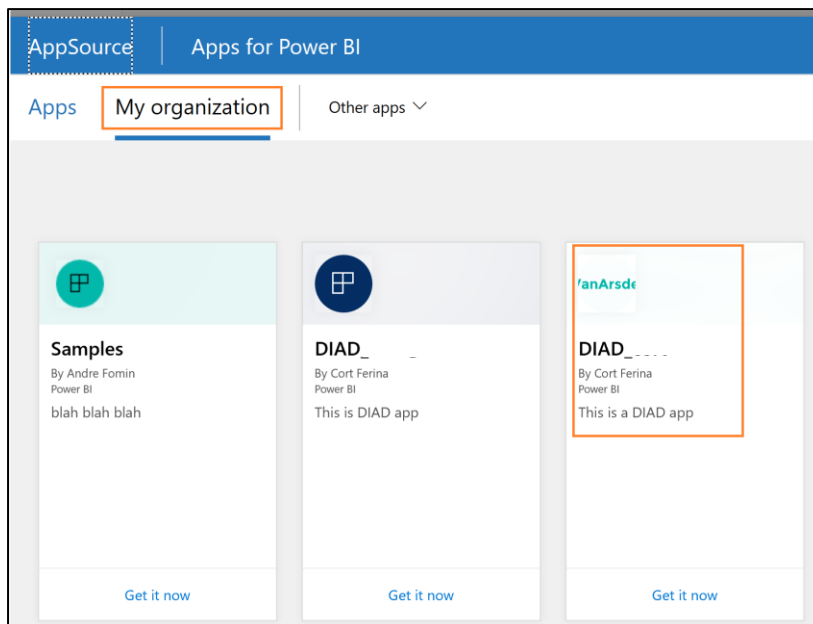 AppSource
Apps for Power BI
Apps
My organization
Other apps
Samples
By Andre Fomin
Power BI
blah blah blah
Get it now
DIAD_
By Cort Ferina
Power BI
This is DIAD app
Get it now
VanArsde
DIAD_
By Cort Ferina
Power BI
This is a DIAD app
Get it now